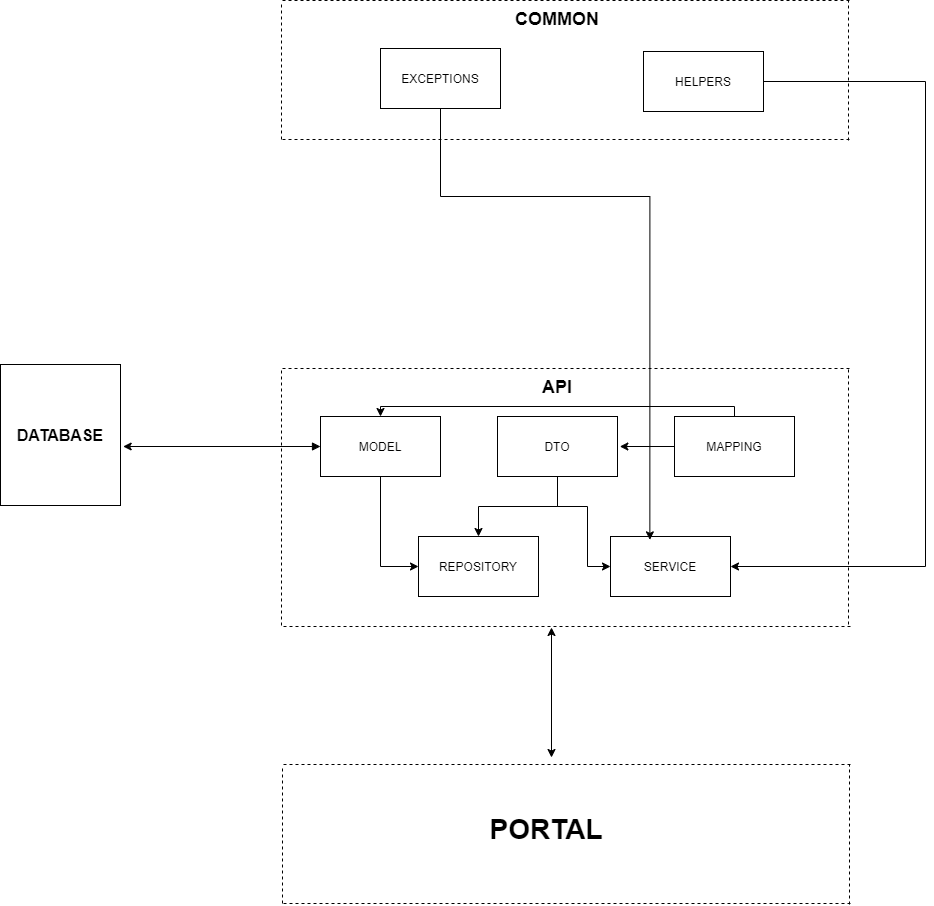 COMMON
EXCEPTIONS
HELPERS
DATABASE
API
MODEL
DTO
MAPPING
REPOSITORY
SERVICE
PORTAL